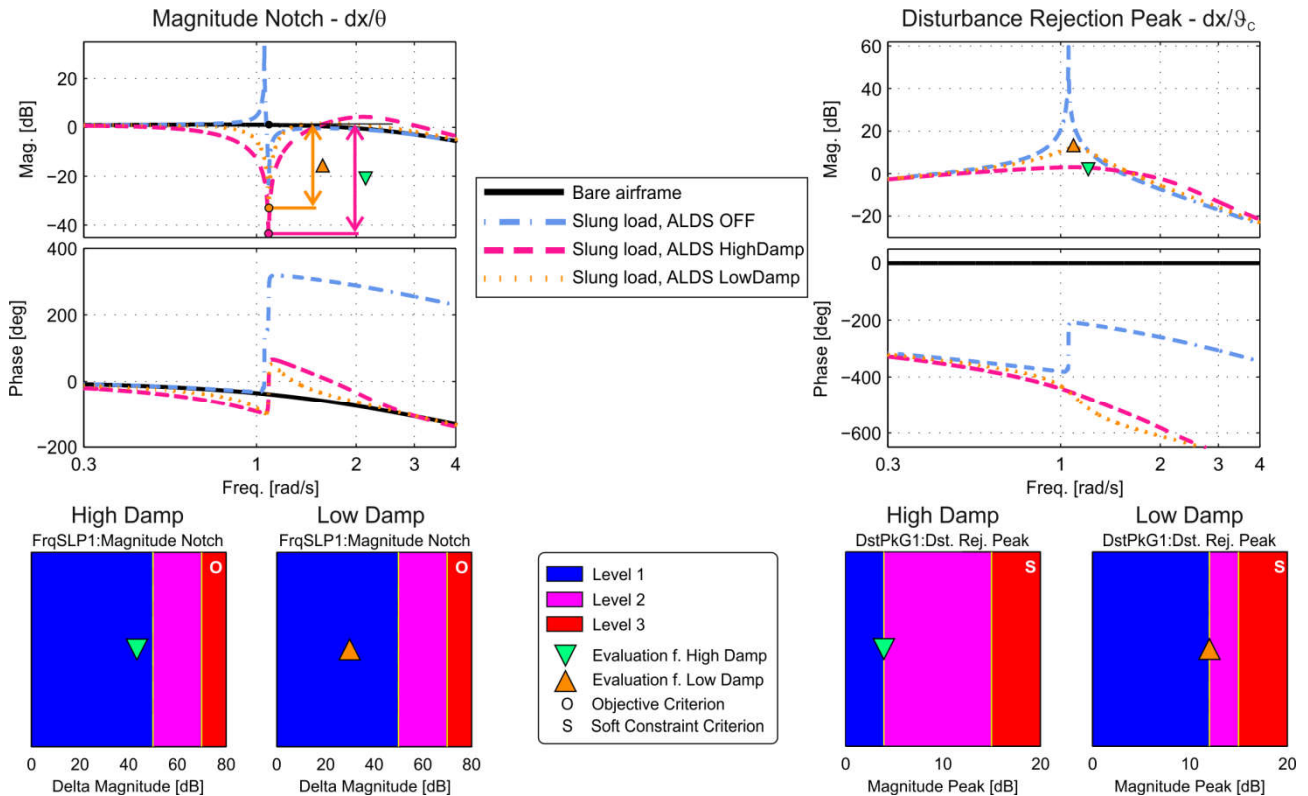 Magnitude Notch - dx/θ
Mag. [dB]
20
0
−20
−40
Phase [deg]
400
200
0
−200
0.3 1 2 3 4
Freq. [rad/s]
Bare airframe
Slung load, ALDS OFF
Slung load, ALDS HighDamp
Slung load, ALDS LowDamp
Disturbance Rejection Peak - dx/ϑc
Mag. [dB]
60
40
20
0
−20
Phase [deg]
0
−200
−400
−600
0.3 1 2 3 4
Freq. [rad/s]
High Damp
FrqSLP1:Magnitude Notch
O
0 20 40 60 80
Delta Magnitude [dB]
Low Damp
FrqSLP1:Magnitude Notch
O
0 20 40 60 80
Delta Magnitude [dB]
Level 1
Level 2
Level 3
Evaluation f. High Damp
Evaluation f. Low Damp
O Objective Criterion
S Soft Constraint Criterion
High Damp
DstPkG1:Dst. Rej. Peak
S
0 10 20
Magnitude Peak [dB]
Low Damp
DstPkG1:Dst. Rej. Peak
S
0 10 20
Magnitude Peak [dB]